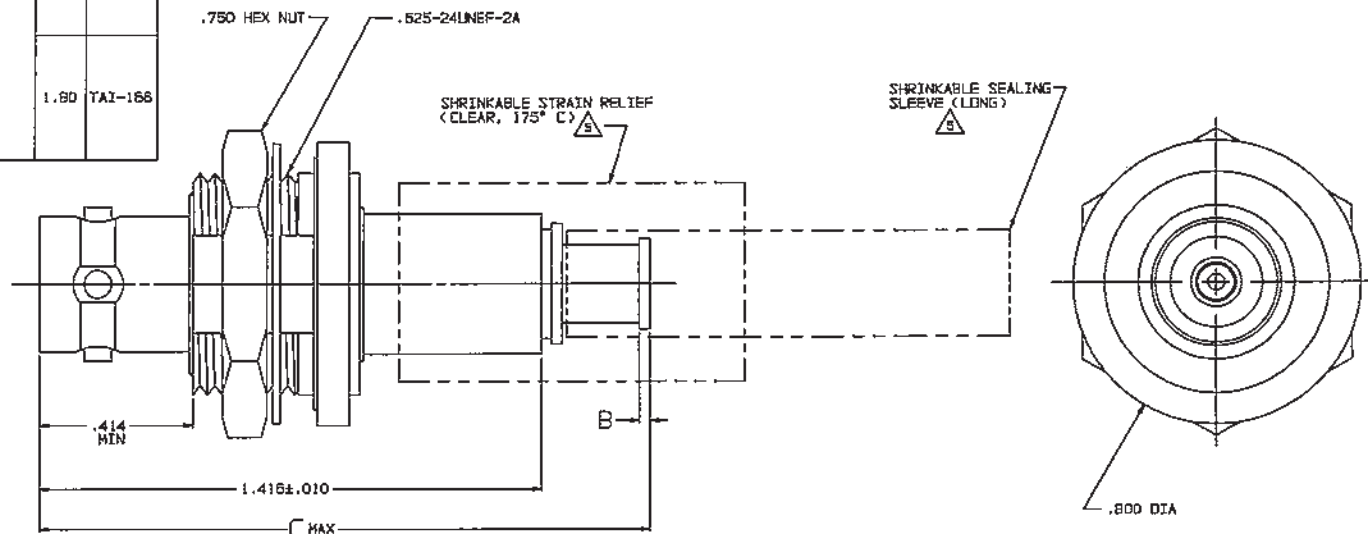 .750 HEX NUT
.625-24UNEF-2A
1.80 TAI-166
SHRINKABLE STRAIN RELIEF
(CLEAR, 175° C) 5
SHRINKABLE SEALING
SLEEVE (LONG)
5
.414
MIN
B
1.416±.010
C MAX
.800 DIA